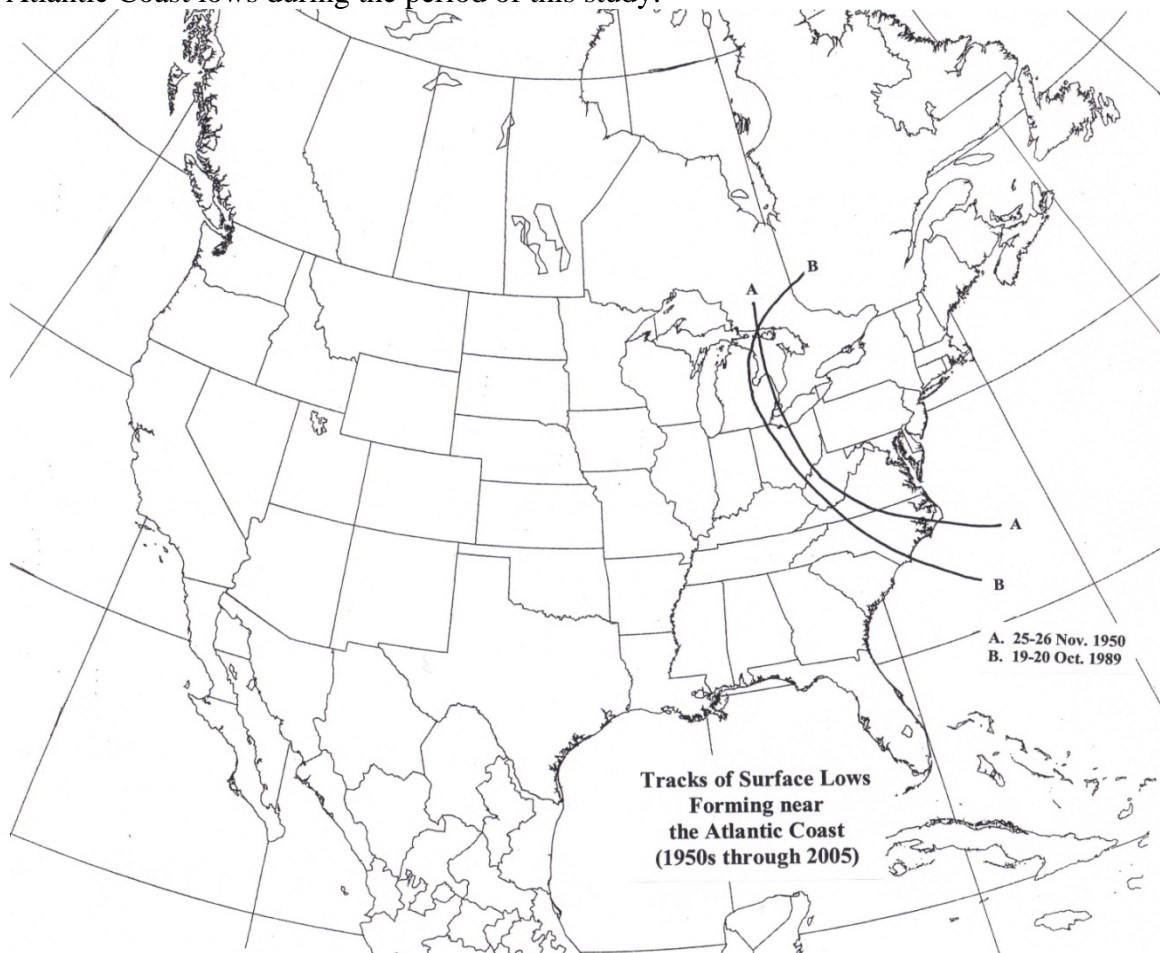 Atlantic Coast lows during the period of this study.
B
A
A
B
A. 25-26 Nov. 1950
B. 19-20 Oct. 1989
Tracks of Surface Lows
Forming near
the Atlantic Coast
(1950s through 2005)